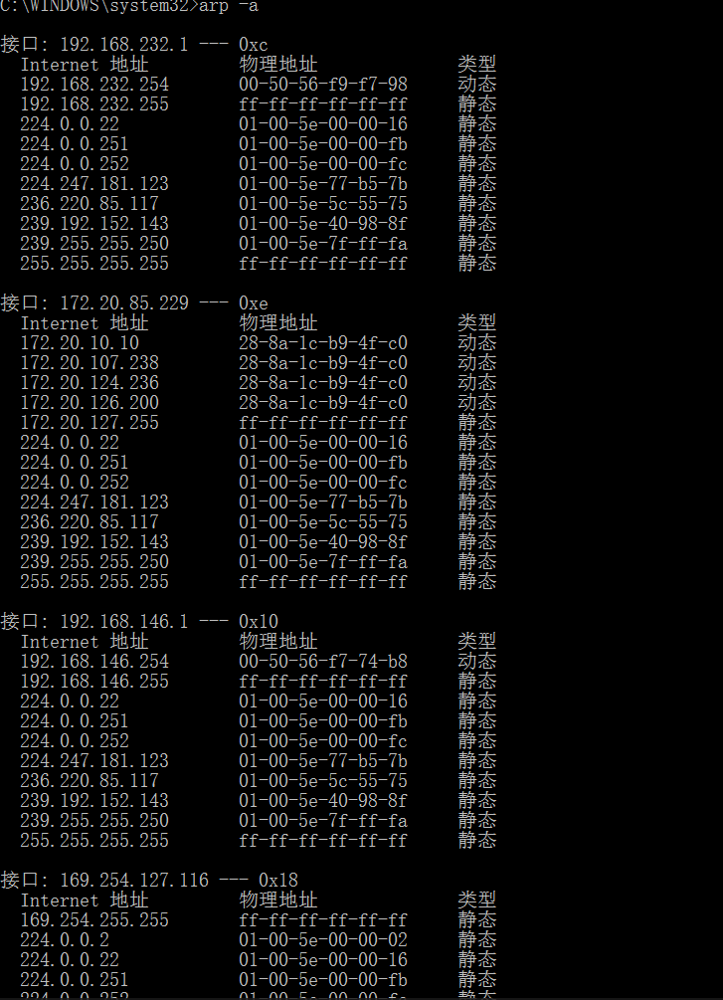 C:\WINDOWS\system32>arp -a
接口: 192.168.232.1 --- 0xc
Internet 地址 物理地址 类型
192.168.232.254 00-50-56-f9-f7-98 动态
192.168.232.255 ff-ff-ff-ff-ff-ff 静态
224.0.0.22 01-00-5e-00-00-16 静态
224.0.0.251 01-00-5e-00-00-fb 静态
224.0.0.252 01-00-5e-00-00-fc 静态
224.247.181.123 01-00-5e-77-b5-7b 静态
236.220.85.117 01-00-5e-5c-55-75 静态
239.192.152.143 01-00-5e-40-98-8f 静态
239.255.255.250 01-00-5e-7f-ff-fa 静态
255.255.255.255 ff-ff-ff-ff-ff-ff 静态
接口: 172.20.85.229 --- 0xe
Internet 地址 物理地址 类型
172.20.10.10 28-8a-1c-b9-4f-c0 动态
172.20.107.238 28-8a-1c-b9-4f-c0 动态
172.20.124.236 28-8a-1c-b9-4f-c0 动态
172.20.126.200 28-8a-1c-b9-4f-c0 动态
172.20.127.255 ff-ff-ff-ff-ff-ff 静态
224.0.0.22 01-00-5e-00-00-16 静态
224.0.0.251 01-00-5e-00-00-fb 静态
224.0.0.252 01-00-5e-00-00-fc 静态
224.247.181.123 01-00-5e-77-b5-7b 静态
236.220.85.117 01-00-5e-5c-55-75 静态
239.192.152.143 01-00-5e-40-98-8f 静态
239.255.255.250 01-00-5e-7f-ff-fa 静态
255.255.255.255 ff-ff-ff-ff-ff-ff 静态
接口: 192.168.146.1 --- 0x10
Internet 地址 物理地址 类型
192.168.146.254 00-50-56-f7-74-b8 动态
192.168.146.255 ff-ff-ff-ff-ff-ff 静态
224.0.0.22 01-00-5e-00-00-16 静态
224.0.0.251 01-00-5e-00-00-fb 静态
224.0.0.252 01-00-5e-00-00-fc 静态
224.247.181.123 01-00-5e-77-b5-7b 静态
236.220.85.117 01-00-5e-5c-55-75 静态
239.192.152.143 01-00-5e-40-98-8f 静态
239.255.255.250 01-00-5e-7f-ff-fa 静态
255.255.255.255 ff-ff-ff-ff-ff-ff 静态
接口: 169.254.127.116 --- 0x18
Internet 地址 物理地址 类型
169.254.255.255 ff-ff-ff-ff-ff-ff 静态
224.0.0.2 01-00-5e-00-00-02 静态
224.0.0.22 01-00-5e-00-00-16 静态
224.0.0.251 01-00-5e-00-00-fb 静态